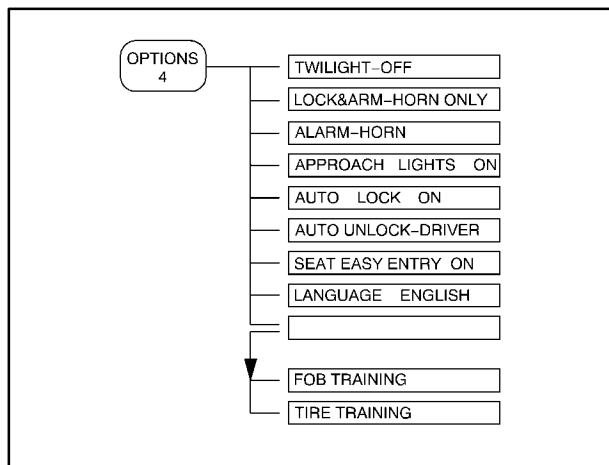 OPTIONS
4
TWILIGHT-OFF
LOCK&ARM-HORN ONLY
ALARM-HORN
APPROACH LIGHTS ON
AUTO LOCK ON
AUTO UNLOCK-DRIVER
SEAT EASY ENTRY ON
LANGUAGE ENGLISH
FOB TRAINING
TIRE TRAINING